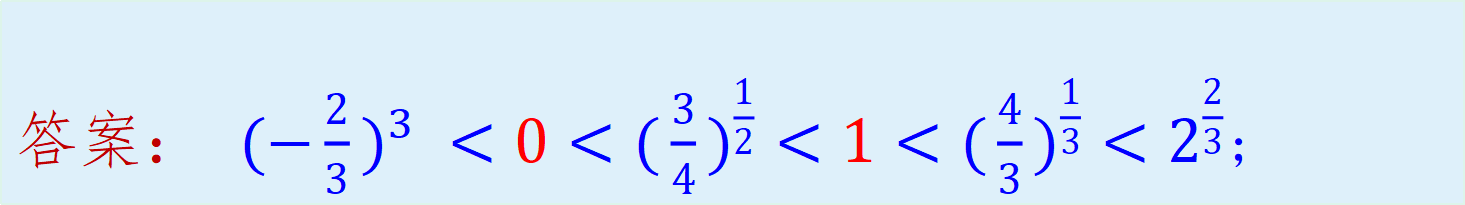 答案： (−2/3)^3 < 0 < (3/4)^(1/2) < 1 < (4/3)^(1/3) < 2^(2/3);